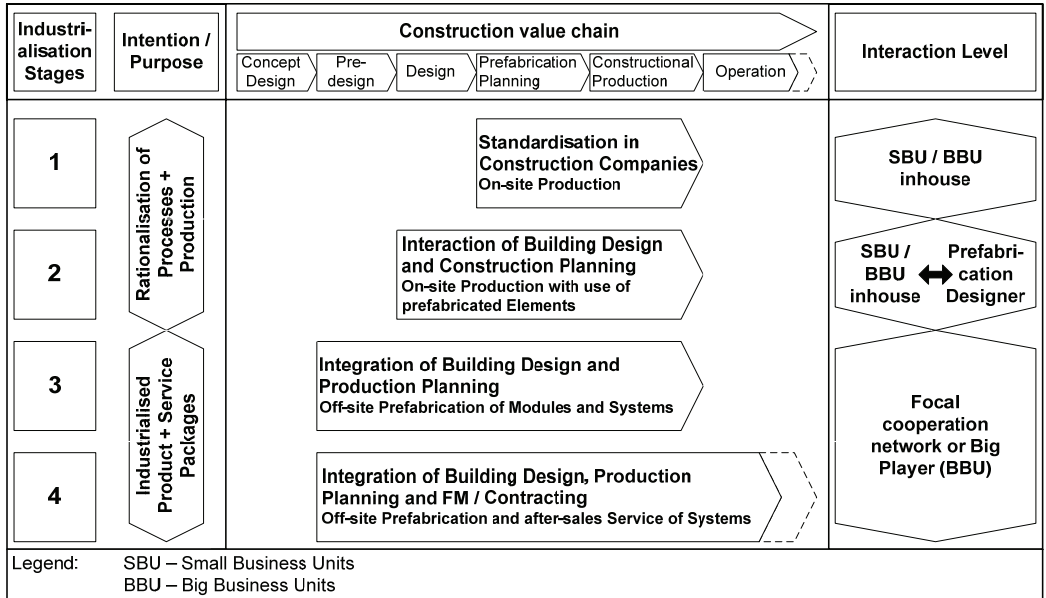 Industri-
alisation
Stages
Intention /
Purpose
Construction value chain
Concept
Design
Pre-
design
Design
Prefabrication
Planning
Constructional
Production
Operation
Interaction Level
1
2
3
4
Rationalisation of
Processes +
Production
Industrialised
Product + Service
Packages
Standardisation in
Construction Companies
On-site Production
Interaction of Building Design
and Construction Planning
On-site Production with use of
prefabricated Elements
Integration of Building Design and
Production Planning
Off-site Prefabrication of Modules and Systems
Integration of Building Design, Production
Planning and FM / Contracting
Off-site Prefabrication and after-sales Service of Systems
SBU / BBU
inhouse
SBU /
BBU
inhouse
Prefabri-
cation
Designer
Focal
cooperation
network or Big
Player (BBU)
Legend:
SBU – Small Business Units
BBU – Big Business Units